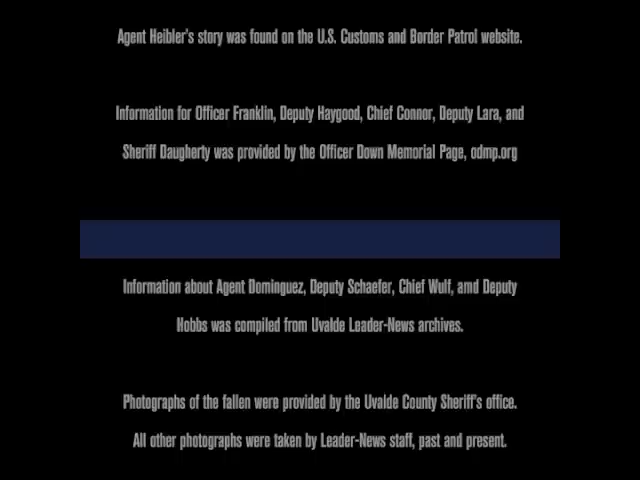 Agent Heibler's story was found on the U.S. Customs and Border Patrol website.
Information for Officer Franklin, Deputy Haygood, Chief Connor, Deputy Lara, and
Sheriff Daugherty was provided by the Officer Down Memorial Page, odmp.org
Information about Agent Dominguez, Deputy Schaefer, Chief Wulf, amd Deputy
Hobbs was compiled from Uvalde Leader-News archives.
Photographs of the fallen were provided by the Uvalde County Sheriff's office.
All other photographs were taken by Leader-News staff, past and present.